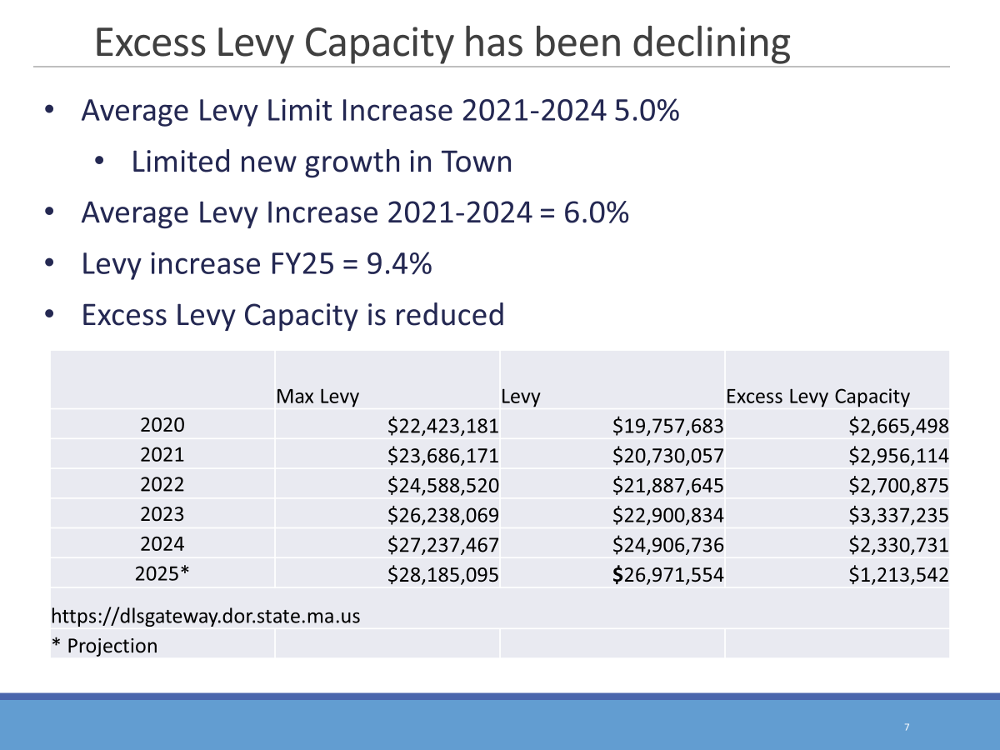 Excess Levy Capacity has been declining
• Average Levy Limit Increase 2021-2024 5.0%
• Limited new growth in Town
• Average Levy Increase 2021-2024 = 6.0%
• Levy increase FY25 = 9.4%
• Excess Levy Capacity is reduced
Max Levy Levy Excess Levy Capacity
2020 $22,423,181 $19,757,683 $2,665,498
2021 $23,686,171 $20,730,057 $2,956,114
2022 $24,588,520 $21,887,645 $2,700,875
2023 $26,238,069 $22,900,834 $3,337,235
2024 $27,237,467 $24,906,736 $2,330,731
2025* $28,185,095 $26,971,554 $1,213,542
https://dlsgateway.dor.state.ma.us
* Projection
7